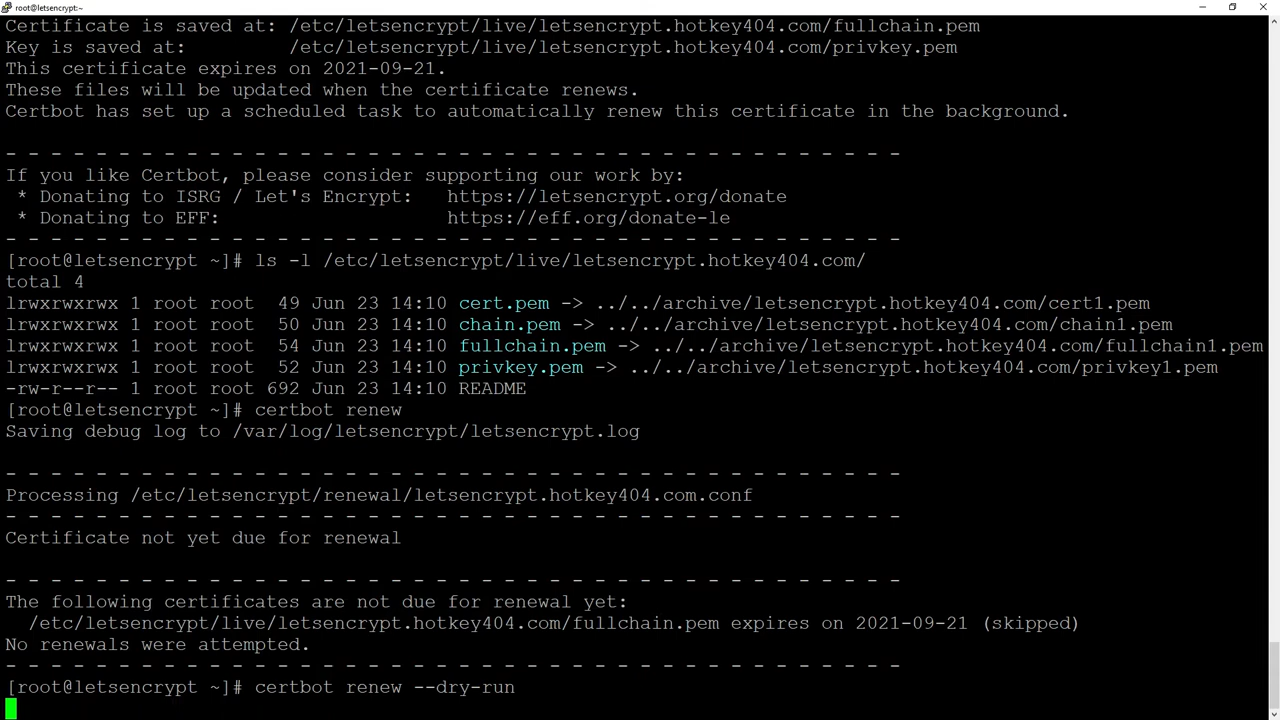 root@letsencrypt:~
Certificate is saved at: /etc/letsencrypt/live/letsencrypt.hotkey404.com/fullchain.pem
Key is saved at:         /etc/letsencrypt/live/letsencrypt.hotkey404.com/privkey.pem
This certificate expires on 2021-09-21.
These files will be updated when the certificate renews.
Certbot has set up a scheduled task to automatically renew this certificate in the background.
- - - - - - - - - - - - - - - - - - - - - - - - - - - - - - - - - - - - - - - -
If you like Certbot, please consider supporting our work by:
 * Donating to ISRG / Let's Encrypt:   https://letsencrypt.org/donate
 * Donating to EFF:                    https://eff.org/donate-le
- - - - - - - - - - - - - - - - - - - - - - - - - - - - - - - - - - - - - - - -
[root@letsencrypt ~]# ls -l /etc/letsencrypt/live/letsencrypt.hotkey404.com/
total 4
lrwxrwxrwx 1 root root  49 Jun 23 14:10 cert.pem -> ../../archive/letsencrypt.hotkey404.com/cert1.pem
lrwxrwxrwx 1 root root  50 Jun 23 14:10 chain.pem -> ../../archive/letsencrypt.hotkey404.com/chain1.pem
lrwxrwxrwx 1 root root  54 Jun 23 14:10 fullchain.pem -> ../../archive/letsencrypt.hotkey404.com/fullchain1.pem
lrwxrwxrwx 1 root root  52 Jun 23 14:10 privkey.pem -> ../../archive/letsencrypt.hotkey404.com/privkey1.pem
-rw-r--r-- 1 root root 692 Jun 23 14:10 README
[root@letsencrypt ~]# certbot renew
Saving debug log to /var/log/letsencrypt/letsencrypt.log
- - - - - - - - - - - - - - - - - - - - - - - - - - - - - - - - - - - - - - - -
Processing /etc/letsencrypt/renewal/letsencrypt.hotkey404.com.conf
- - - - - - - - - - - - - - - - - - - - - - - - - - - - - - - - - - - - - - - -
Certificate not yet due for renewal
- - - - - - - - - - - - - - - - - - - - - - - - - - - - - - - - - - - - - - - -
The following certificates are not due for renewal yet:
  /etc/letsencrypt/live/letsencrypt.hotkey404.com/fullchain.pem expires on 2021-09-21 (skipped)
No renewals were attempted.
- - - - - - - - - - - - - - - - - - - - - - - - - - - - - - - - - - - - - - - -
[root@letsencrypt ~]# certbot renew --dry-run